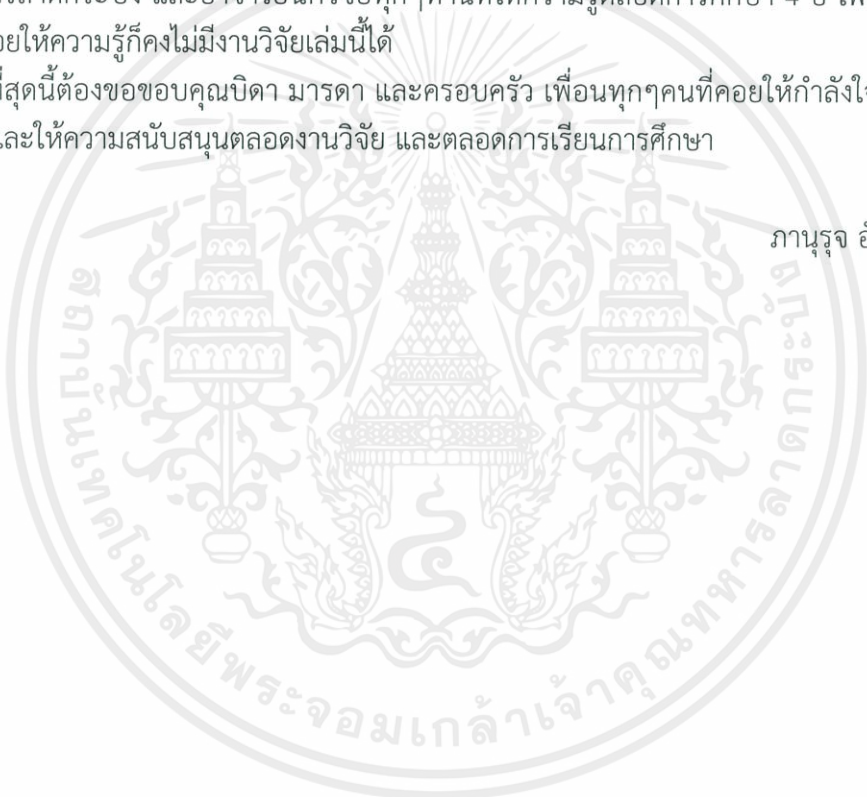 และให้ความรู้ก็คงไม่มีงานวิจัยเล่มนี้ได้
ที่สุดนี้ต้องขอขอบคุณบิดา มารดา และครอบครัว เพื่อนทุกๆคนที่คอยให้กำลังใจ
และให้ความสนับสนุนตลอดงานวิจัย และตลอดการเรียนการศึกษา
ภานุรุจ
สถาบันเทคโนโลยีพระจอมเกล้าเจ้าคุณทหารลาดกระบัง
๔